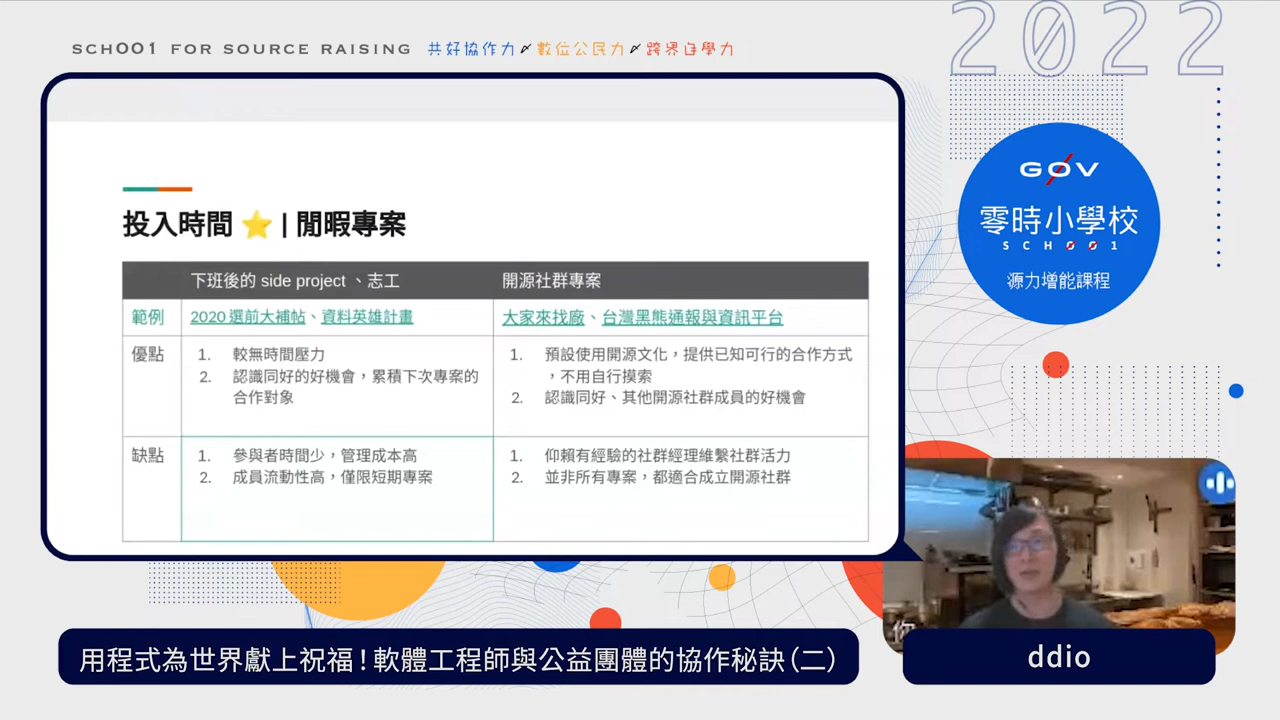 2022
SCHOO1 FOR SOURCE RAISING 共好協作力 數位公民力 跨界自學力
GOV
零時小學校
SCHOO1
源力增能課程
投入時間 ⭐ | 閒暇專案
下班後的 side project 、志工
開源社群專案
範例
2020 選前大補帖、資料英雄計畫
大家來找廠、台灣黑熊通報與資訊平台
優點
1. 較無時間壓力
2. 認識同好的好機會，累積下次專案的
合作對象
1. 預設使用開源文化，提供已知可行的合作方式
，不用自行摸索
2. 認識同好、其他開源社群成員的好機會
缺點
1. 參與者時間少，管理成本高
2. 成員流動性高，僅限短期專案
1. 仰賴有經驗的社群經理維繫社群活力
2. 並非所有專案，都適合成立開源社群
你
用程式為世界獻上祝福！軟體工程師與公益團體的協作秘訣（二）
ddio